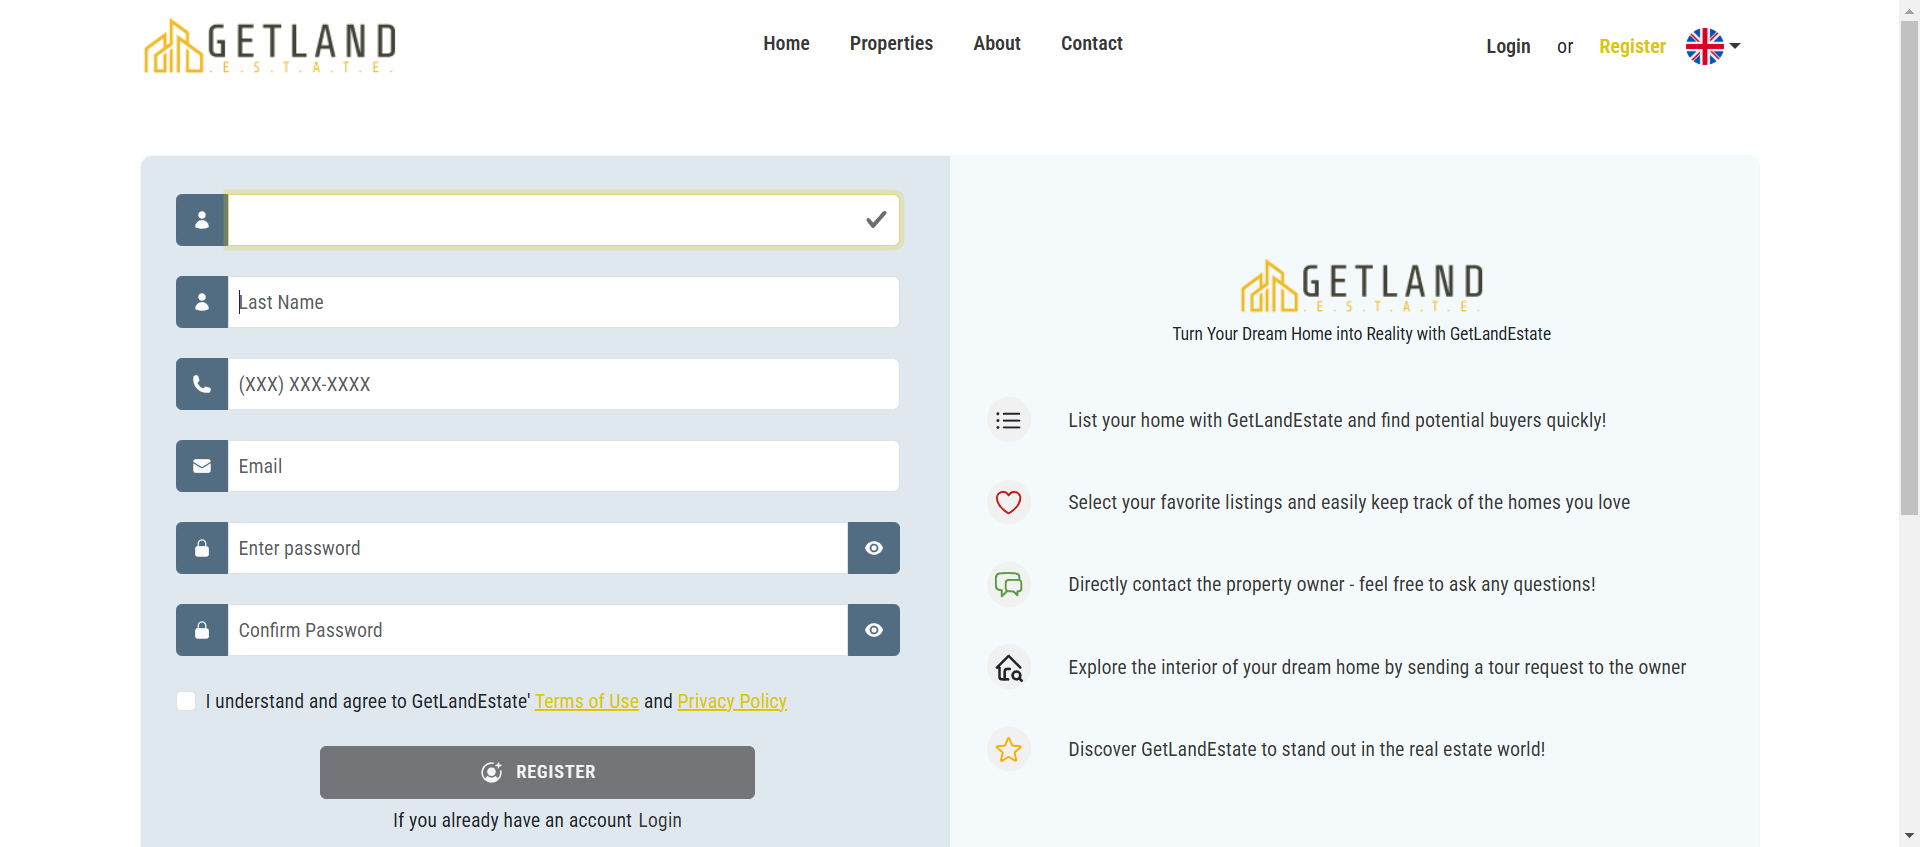 GETLAND
.E.S.T.A.T.E.
Home Properties About Contact
Login or Register
Last Name
(XXX) XXX-XXXX
Email
Enter password
Confirm Password
I understand and agree to GetLandEstate' Terms of Use and Privacy Policy
REGISTER
If you already have an account Login
GETLAND
.E.S.T.A.T.E.
Turn Your Dream Home into Reality with GetLandEstate
List your home with GetLandEstate and find potential buyers quickly!
Select your favorite listings and easily keep track of the homes you love
Directly contact the property owner - feel free to ask any questions!
Explore the interior of your dream home by sending a tour request to the owner
Discover GetLandEstate to stand out in the real estate world!